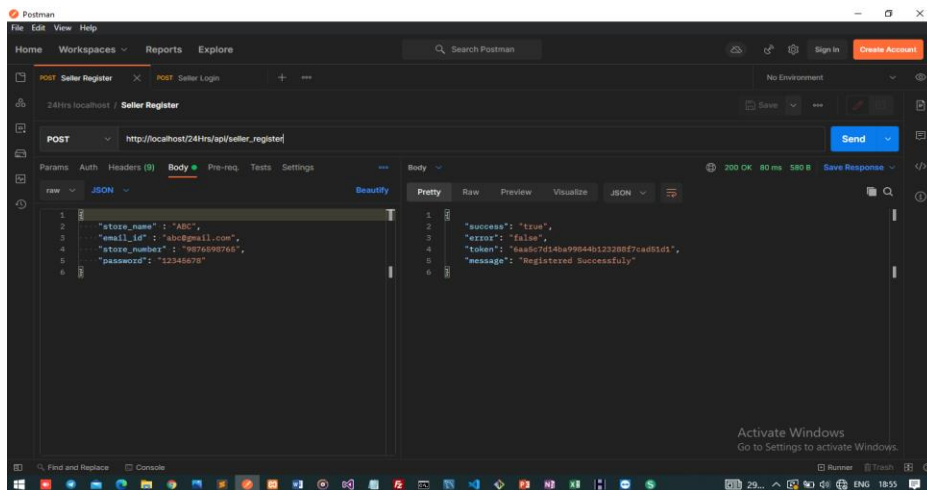 Postman
File Edit View Help
Home Workspaces Reports Explore
Search Postman
Sign In Create Account
POST Seller Register
POST Seller Login
No Environment
24Hrs localhost / Seller Register
Save
POST http://localhost/24Hrs/api/seller_register
Send
Params Auth Headers (9) Body Pre-req. Tests Settings
raw JSON Beautify
1 {
2 "store_name" : "ABC",
3 "email_id" : "abc@gmail.com",
4 "store_number" : "9876898766",
5 "password": "12345678"
6 }
Body 200 OK 80 ms 580 B Save Response
Pretty Raw Preview Visualize JSON
1 {
2 "success": "true",
3 "error": "false",
4 "token": "6aa5c7d14ba99844b123288f7cad51d1",
5 "message": "Registered Successfuly"
6 }
Activate Windows
Go to Settings to activate Windows.
Find and Replace Console
Runner Trash
29... ENG 18:55